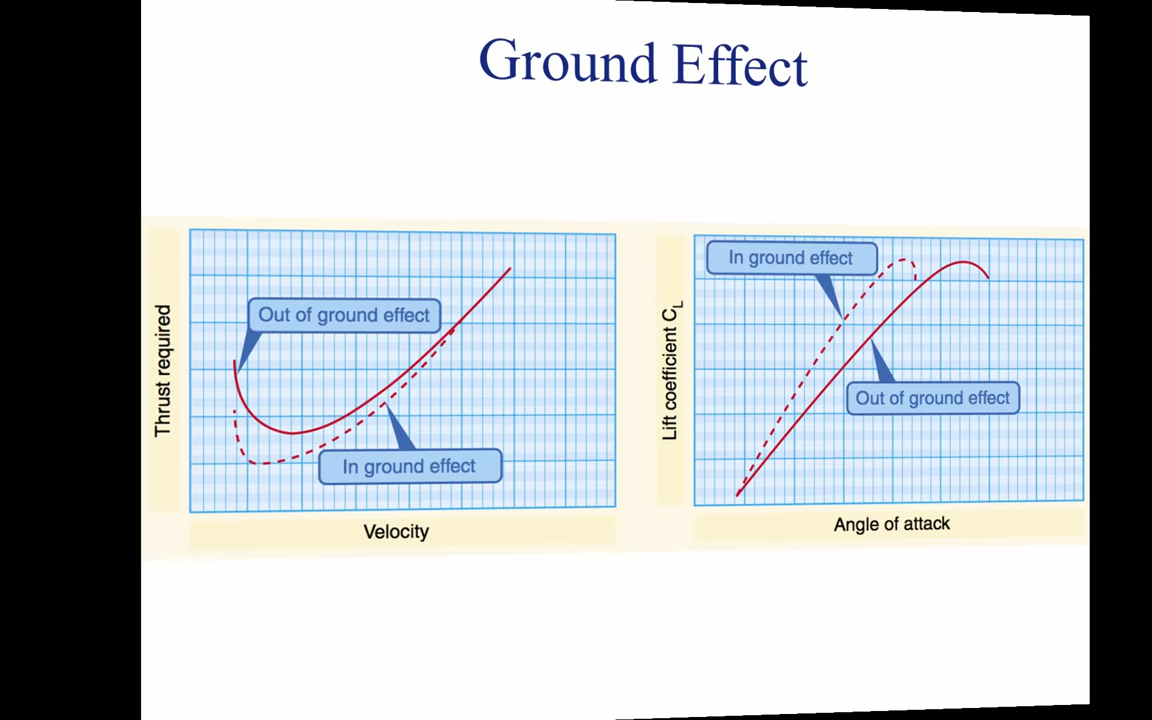 Ground Effect
Thrust required
Out of ground effect
In ground effect
Velocity
Lift coefficient CL
In ground effect
Out of ground effect
Angle of attack